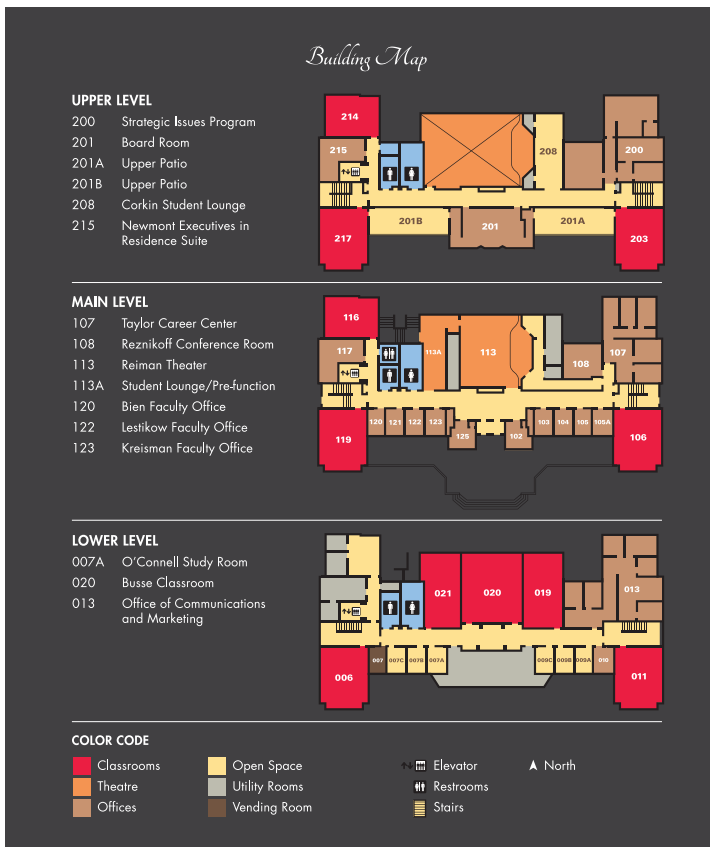 Building Map
UPPER LEVEL
200 Strategic Issues Program
201 Board Room
201A Upper Patio
201B Upper Patio
208 Corkin Student Lounge
215 Newmont Executives in
Residence Suite
214
215
208
200
201B
201
201A
217
203
MAIN LEVEL
107 Taylor Career Center
108 Reznikoff Conference Room
113 Reiman Theater
113A Student Lounge/Pre-function
120 Bien Faculty Office
122 Lestikow Faculty Office
123 Kreisman Faculty Office
116
117
113A
113
108
107
120 121 122 123
103 104 105 105A
119
125
102
106
LOWER LEVEL
007A O'Connell Study Room
020 Busse Classroom
013 Office of Communications
and Marketing
021
020
019
013
007 007C 007B 007A
009C 009B 009A 010
006
011
COLOR CODE
Classrooms
Theatre
Offices
Open Space
Utility Rooms
Vending Room
Elevator
Restrooms
Stairs
North